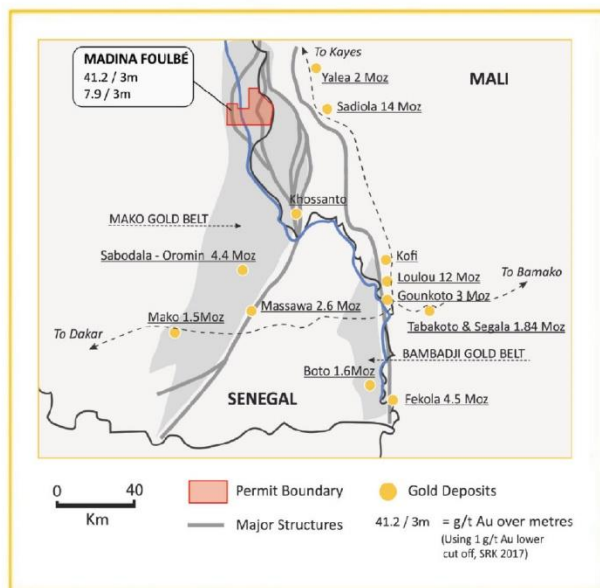 To Kayes
MADINA FOULBÉ
41.2 / 3m
7.9 / 3m
Yalea 2 Moz
MALI
Sadiola 14 Moz
Khossanto
MAKO GOLD BELT
Sabodala - Oromin 4.4 Moz
Kofi
Loulou 12 Moz
To Bamako
Gounkoto 3 Moz
Massawa 2.6 Moz
Mako 1.5Moz
Tabakoto & Segala 1.84 Moz
To Dakar
BAMBADJI GOLD BELT
Boto 1.6Moz
SENEGAL
Fekola 4.5 Moz
0 40
Km
Permit Boundary
Gold Deposits
Major Structures
41.2 / 3m = g/t Au over metres
(Using 1 g/t Au lower
cut off, SRK 2017)